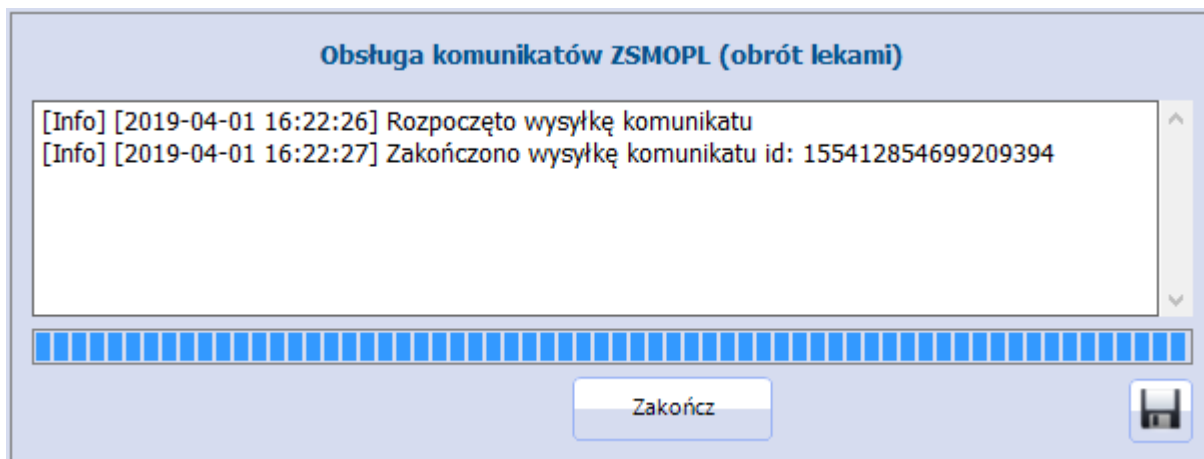 Obsługa komunikatów ZSMOPL (obrót lekami)
[Info] [2019-04-01 16:22:26] Rozpoczęto wysyłkę komunikatu
[Info] [2019-04-01 16:22:27] Zakończono wysyłkę komunikatu id: 155412854699209394
Zakończ